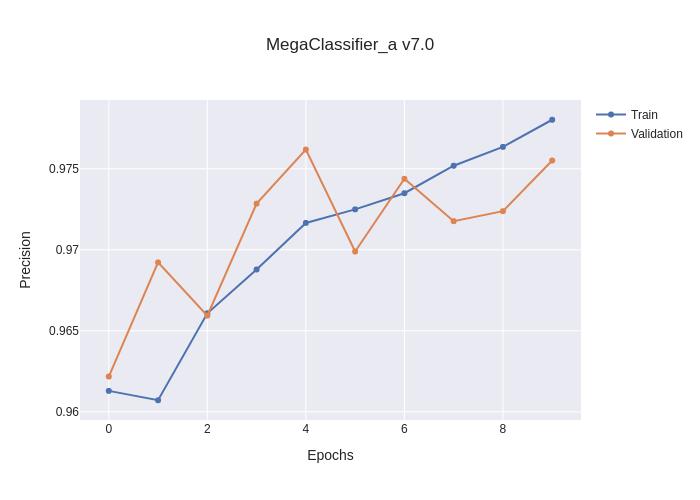 MegaClassifier_a v7.0
Train
Validation
Precision
0.975
0.97
0.965
0.96
0 2 4 6 8
Epochs